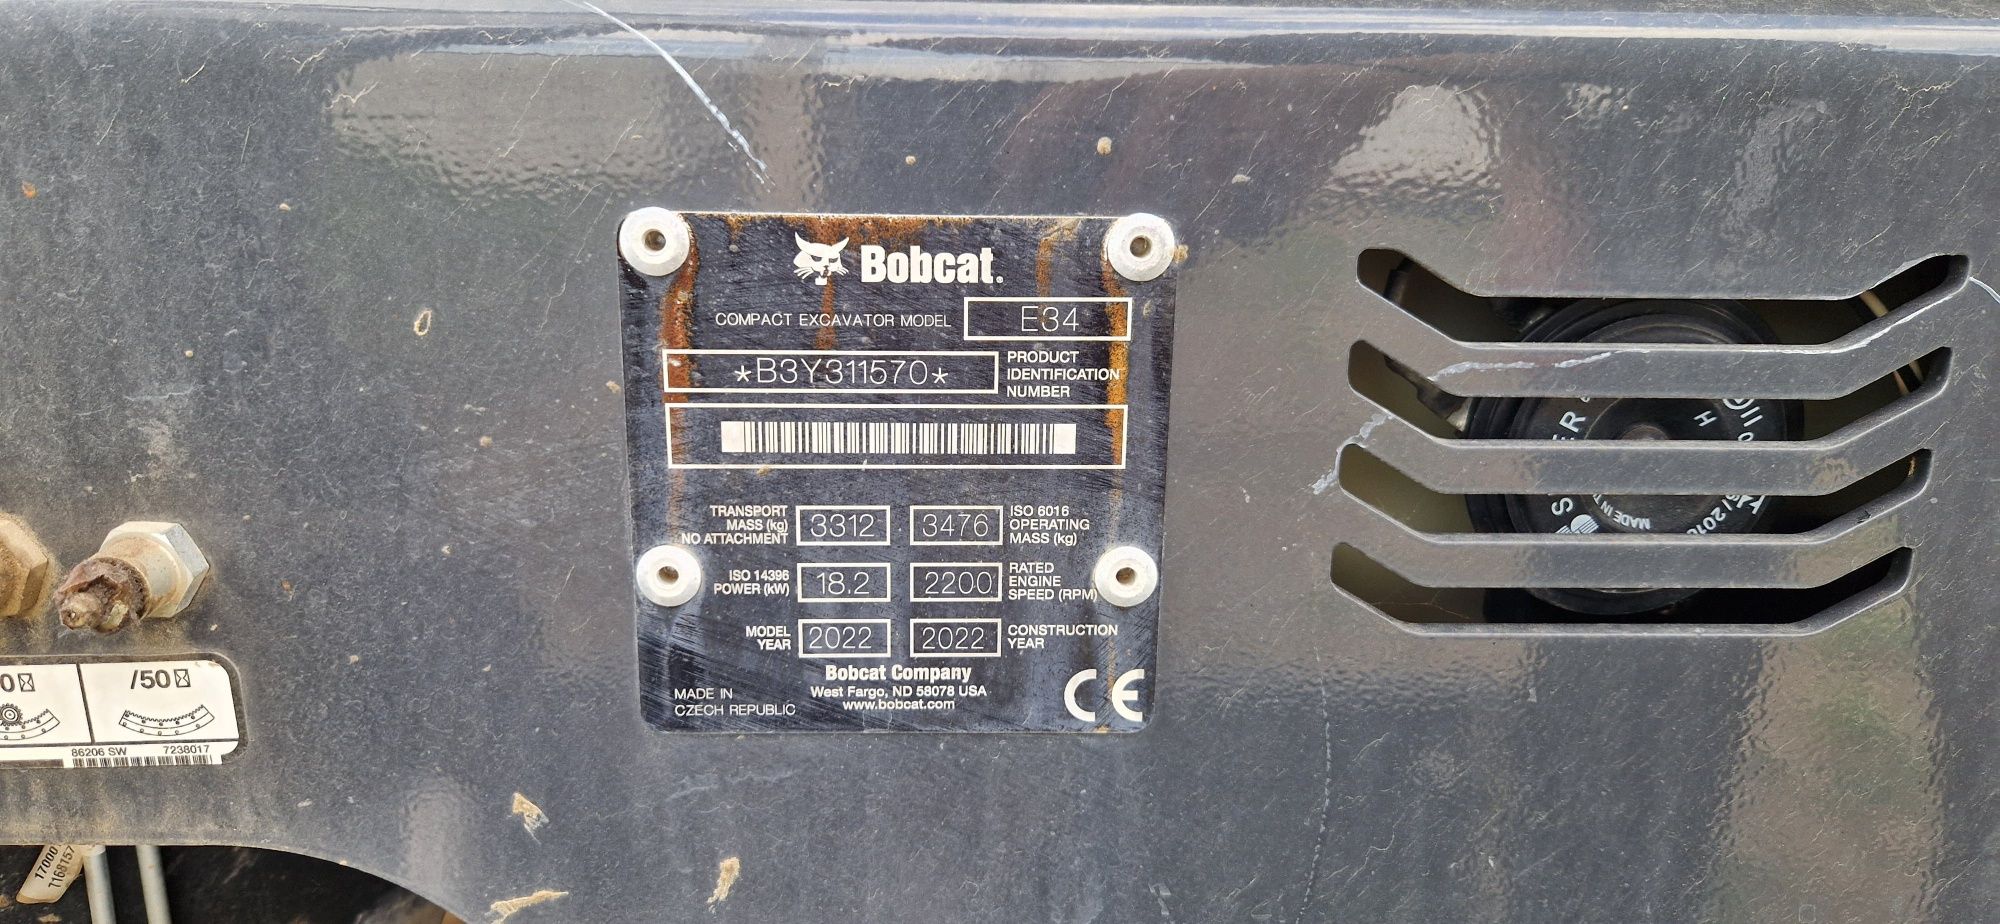 Bobcat.
COMPACT EXCAVATOR MODEL E34
*B3Y311570* PRODUCT
IDENTIFICATION
NUMBER
TRANSPORT
MASS (kg)
NO ATTACHMENT
3312 3476
ISO 6016
OPERATING
MASS (kg)
ISO 14396
POWER (kW)
18.2 2200
RATED
ENGINE
SPEED (RPM)
MODEL
YEAR
2022 2022
CONSTRUCTION
YEAR
Bobcat Company
West Fargo, ND 58078 USA
www.bobcat.com
MADE IN
CZECH REPUBLIC
CE
/50
86206 SW 7238017
7168157
H
MADE IN